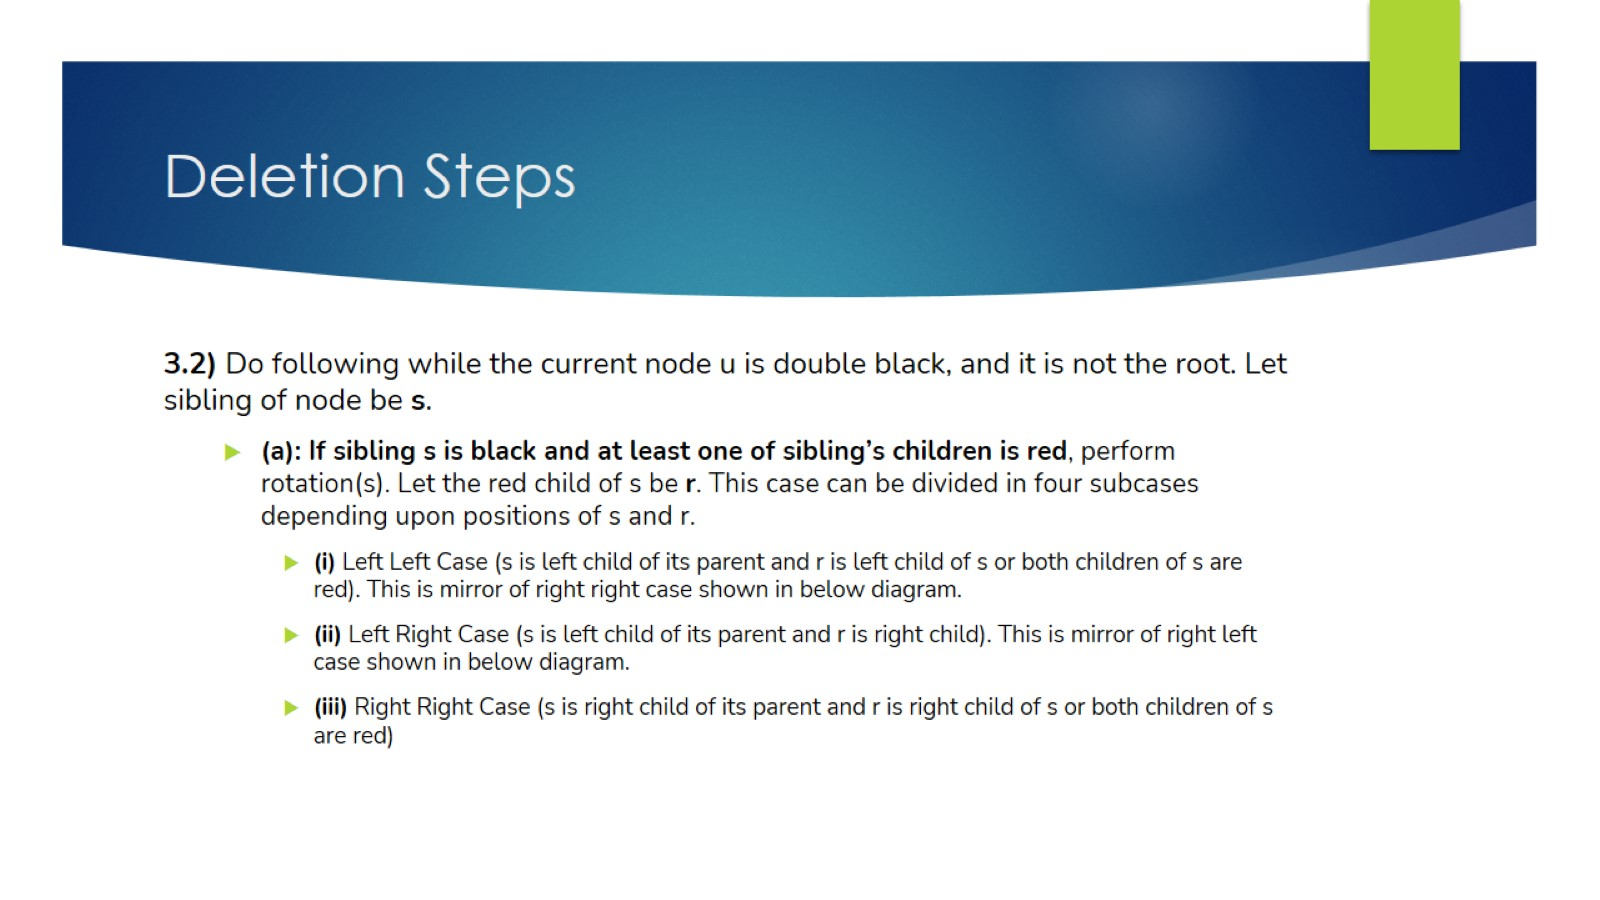 Deletion Steps
3.2) Do following while the current node u is double black, and it is not the root. Let
sibling of node be s.
(a): If sibling s is black and at least one of sibling’s children is red, perform
rotation(s). Let the red child of s be r. This case can be divided in four subcases
depending upon positions of s and r.
(i) Left Left Case (s is left child of its parent and r is left child of s or both children of s are
red). This is mirror of right right case shown in below diagram.
(ii) Left Right Case (s is left child of its parent and r is right child). This is mirror of right left
case shown in below diagram.
(iii) Right Right Case (s is right child of its parent and r is right child of s or both children of s
are red)